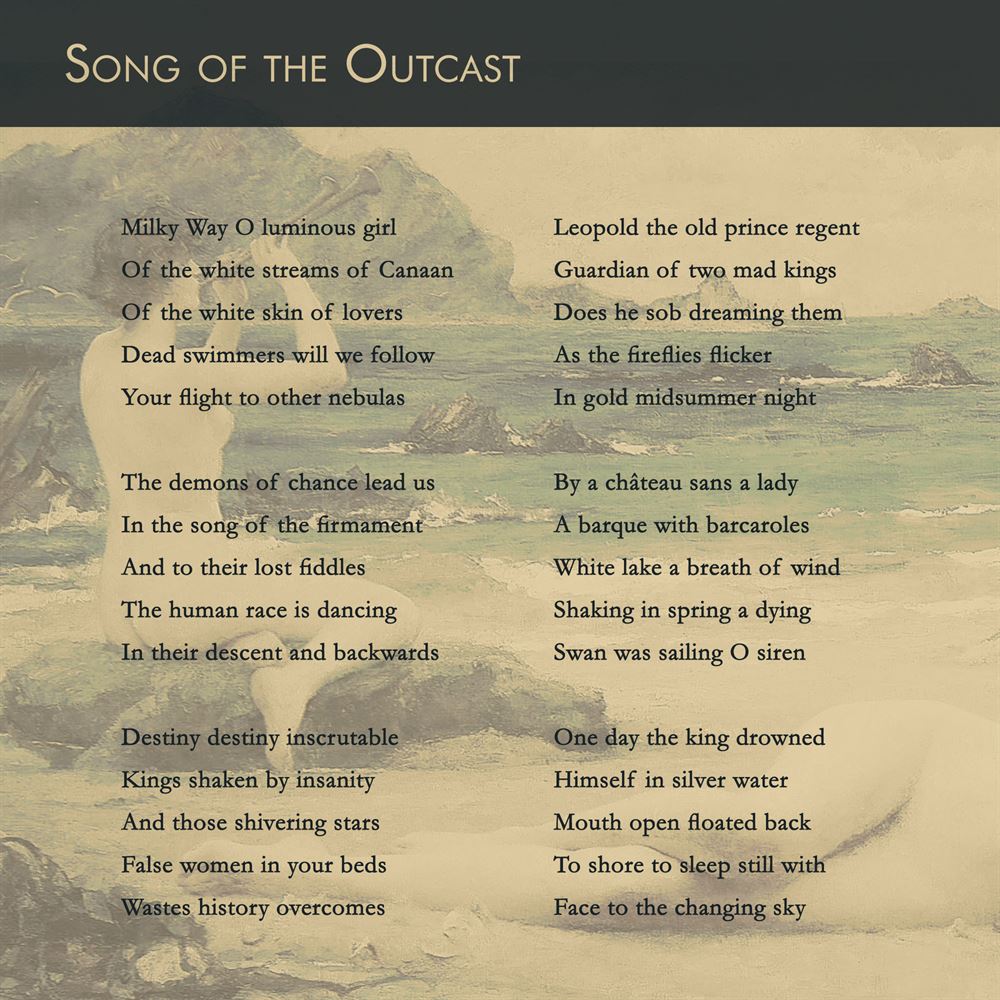 Song of the Outcast
Milky Way O luminous girl
Of the white streams of Canaan
Of the white skin of lovers
Dead swimmers will we follow
Your flight to other nebulas
The demons of chance lead us
In the song of the firmament
And to their lost fiddles
The human race is dancing
In their descent and backwards
Destiny destiny inscrutable
Kings shaken by insanity
And those shivering stars
False women in your beds
Wastes history overcomes
Leopold the old prince regent
Guardian of two mad kings
Does he sob dreaming them
As the fireflies flicker
In gold midsummer night
By a château sans a lady
A barque with barcaroles
White lake a breath of wind
Shaking in spring a dying
Swan was sailing O siren
One day the king drowned
Himself in silver water
Mouth open floated back
To shore to sleep still with
Face to the changing sky